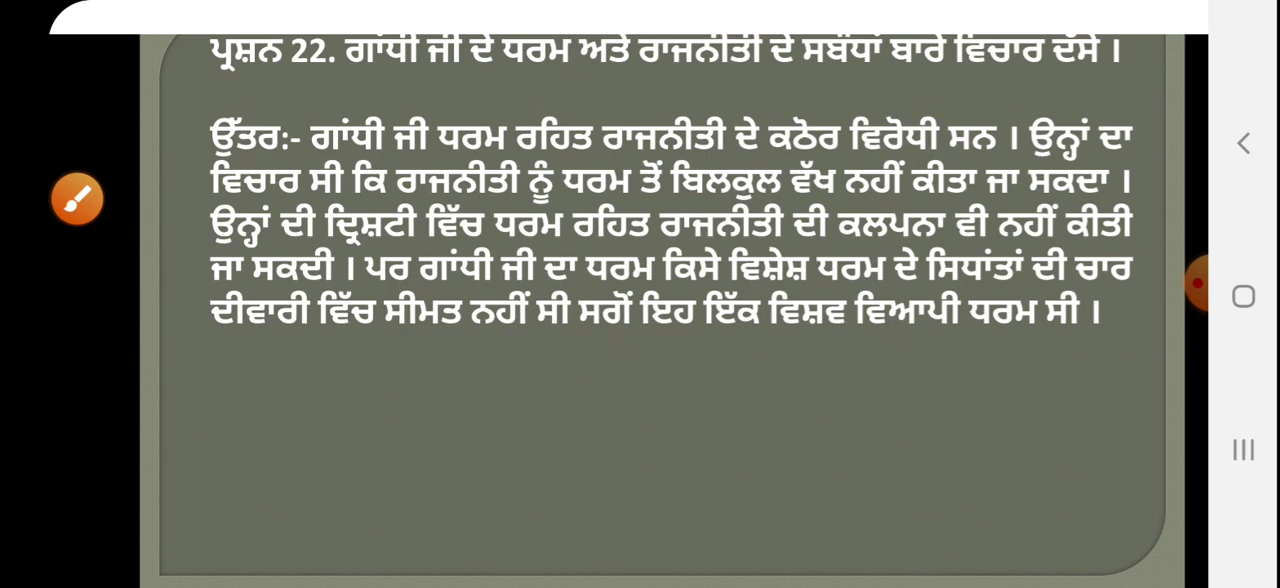 ਪ੍ਰਸ਼ਨ 22. ਗਾਂਧੀ ਜੀ ਦੇ ਧਰਮ ਅਤੇ ਰਾਜਨੀਤੀ ਦੇ ਸਬੰਧਾਂ ਬਾਰੇ ਵਿਚਾਰ ਦੱਸੋ ।
ਉੱਤਰ:- ਗਾਂਧੀ ਜੀ ਧਰਮ ਰਹਿਤ ਰਾਜਨੀਤੀ ਦੇ ਕਠੋਰ ਵਿਰੋਧੀ ਸਨ । ਉਨ੍ਹਾਂ ਦਾ
ਵਿਚਾਰ ਸੀ ਕਿ ਰਾਜਨੀਤੀ ਨੂੰ ਧਰਮ ਤੋਂ ਬਿਲਕੁਲ ਵੱਖ ਨਹੀਂ ਕੀਤਾ ਜਾ ਸਕਦਾ ।
ਉਨ੍ਹਾਂ ਦੀ ਦ੍ਰਿਸ਼ਟੀ ਵਿੱਚ ਧਰਮ ਰਹਿਤ ਰਾਜਨੀਤੀ ਦੀ ਕਲਪਨਾ ਵੀ ਨਹੀਂ ਕੀਤੀ
ਜਾ ਸਕਦੀ । ਪਰ ਗਾਂਧੀ ਜੀ ਦਾ ਧਰਮ ਕਿਸੇ ਵਿਸ਼ੇਸ਼ ਧਰਮ ਦੇ ਸਿਧਾਂਤਾਂ ਦੀ ਚਾਰ
ਦੀਵਾਰੀ ਵਿੱਚ ਸੀਮਤ ਨਹੀਂ ਸੀ ਸਗੋਂ ਇਹ ਇੱਕ ਵਿਸ਼ਵ ਵਿਆਪੀ ਧਰਮ ਸੀ ।